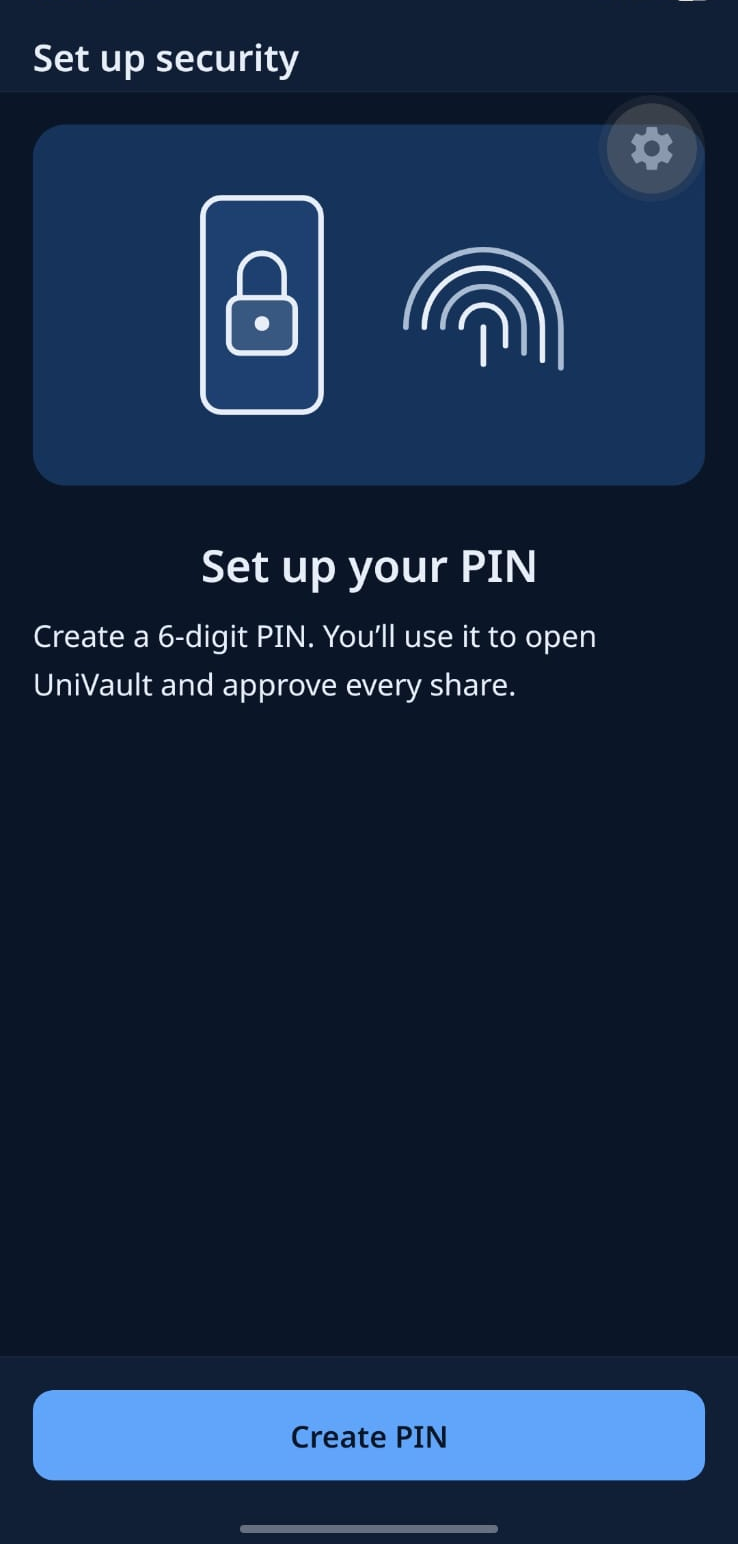 Set up security
Set up your PIN
Create a 6-digit PIN. You’ll use it to open
UniVault and approve every share.
Create PIN